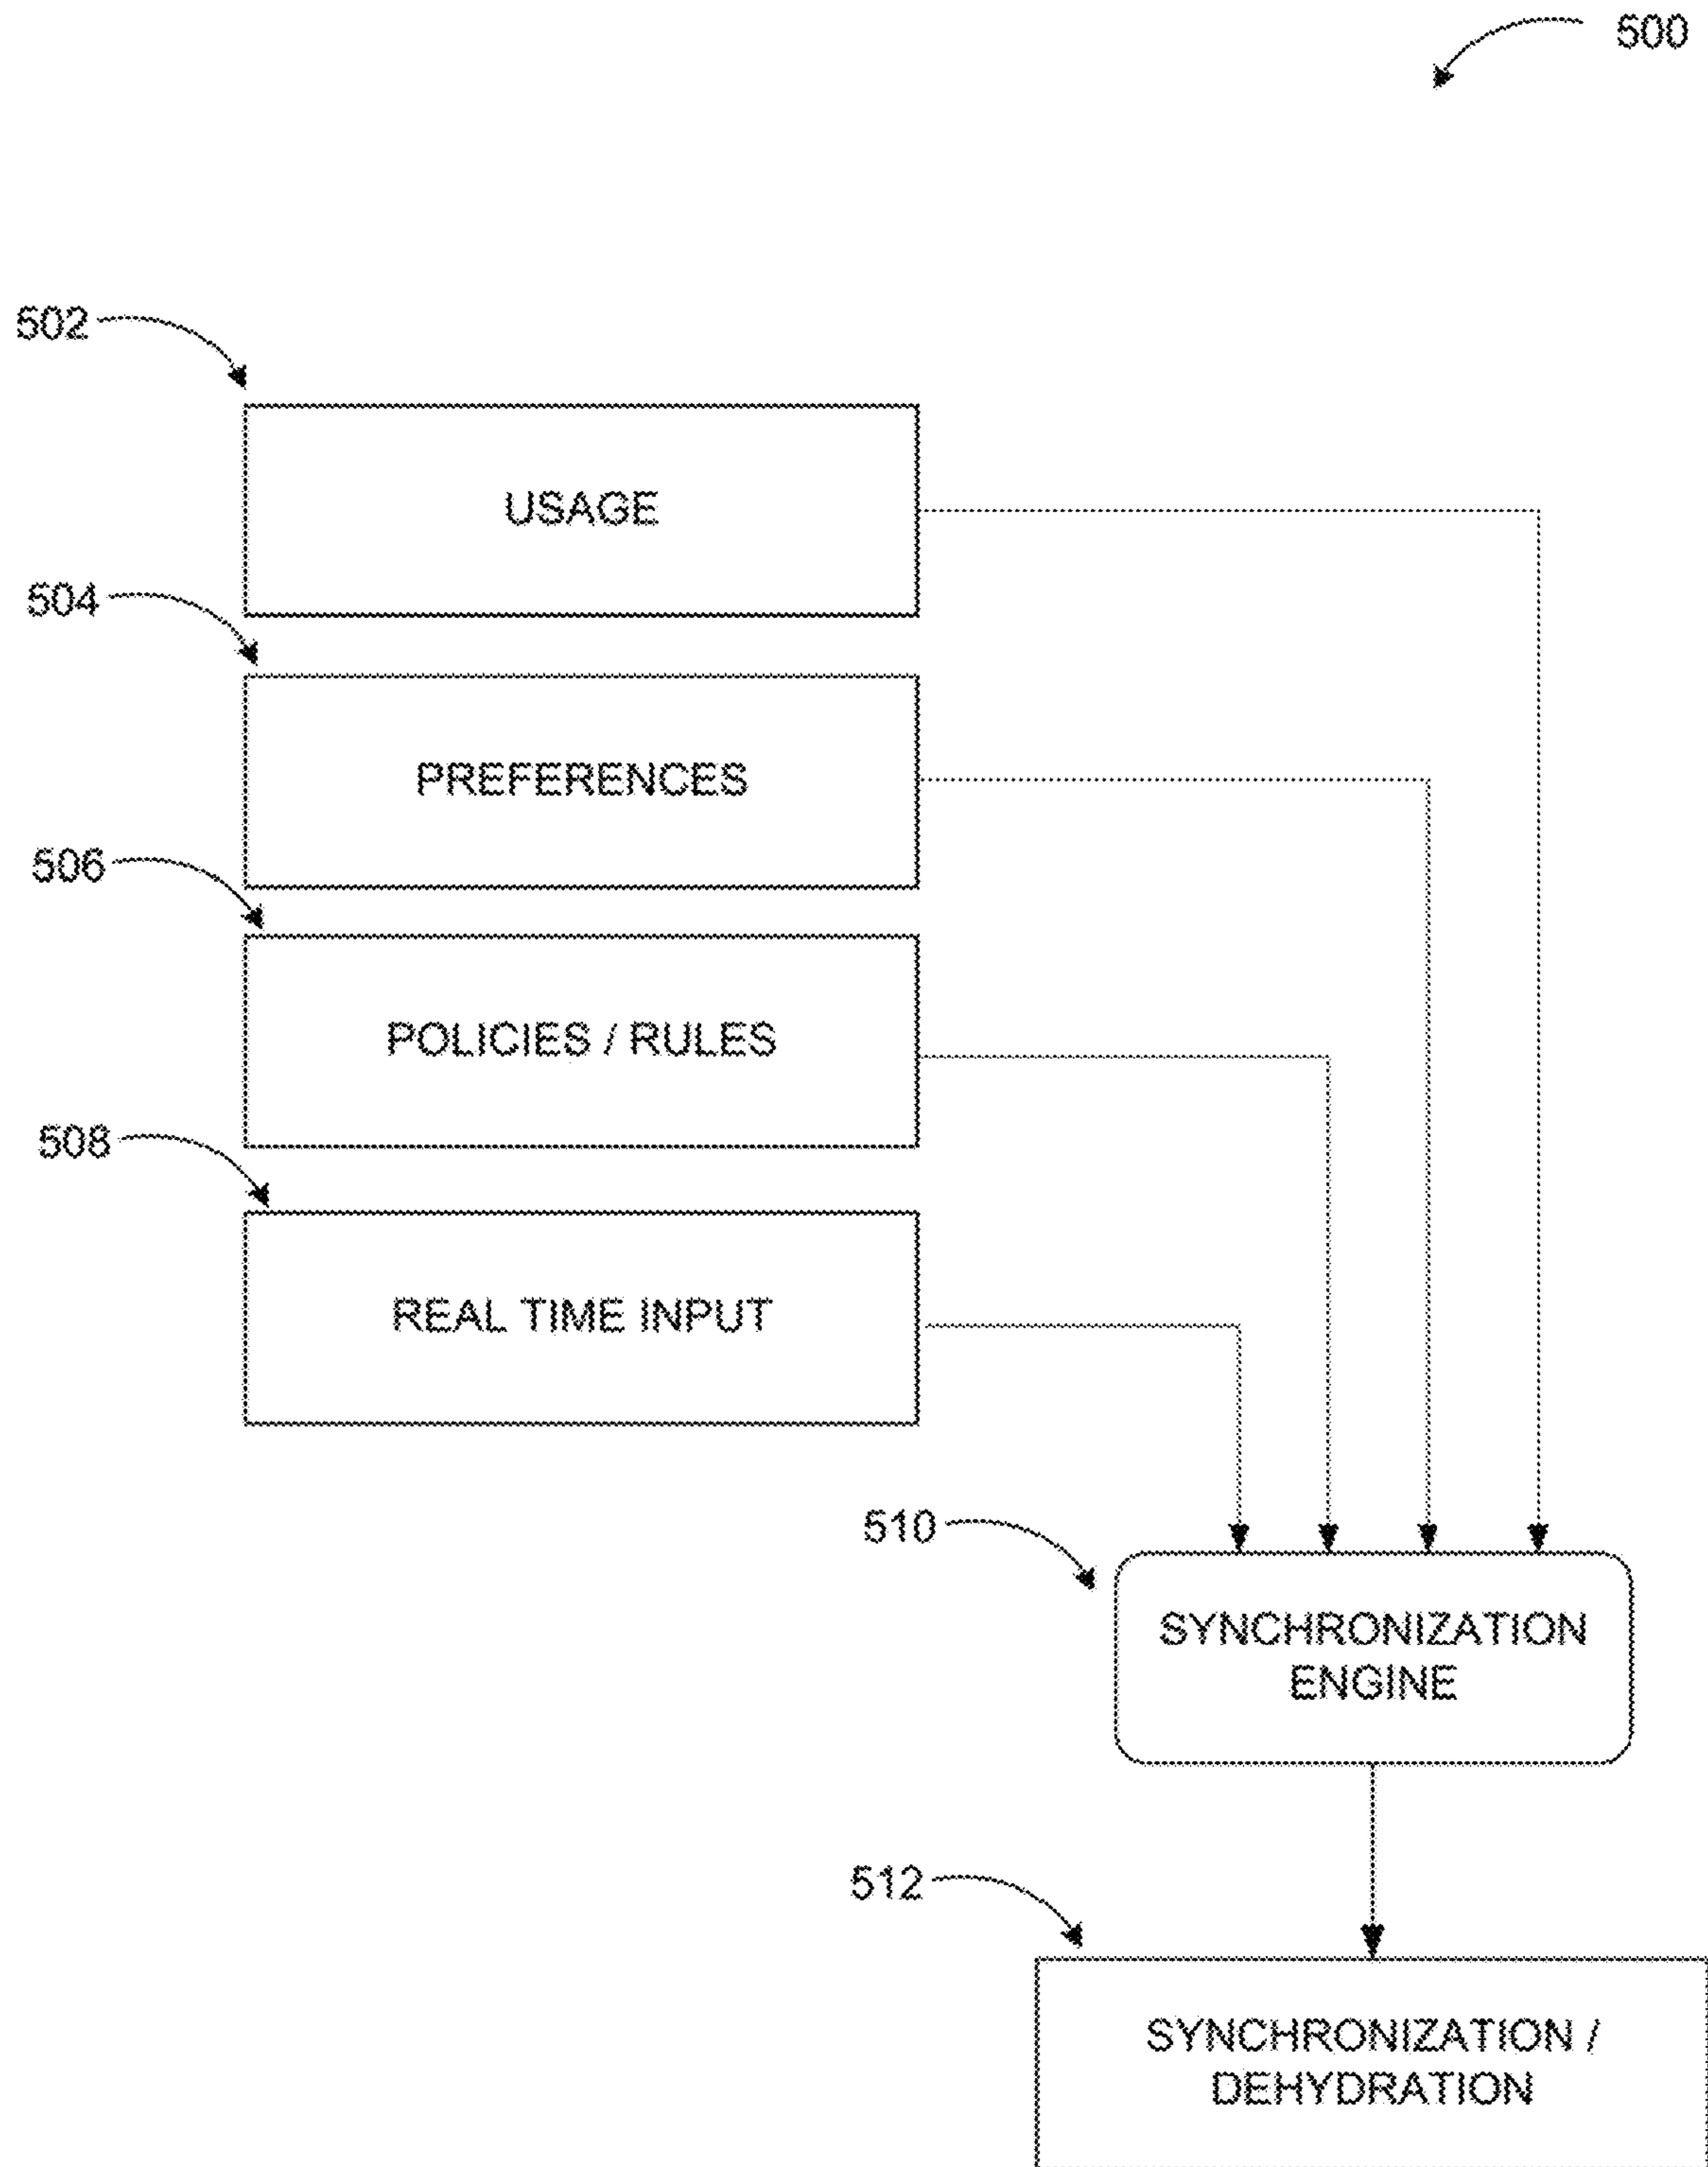 500
502
USAGE
504
PREFERENCES
506
POLICIES / RULES
508
REAL TIME INPUT
510
SYNCHRONIZATION
ENGINE
512
SYNCHRONIZATION /
DEHYDRATION